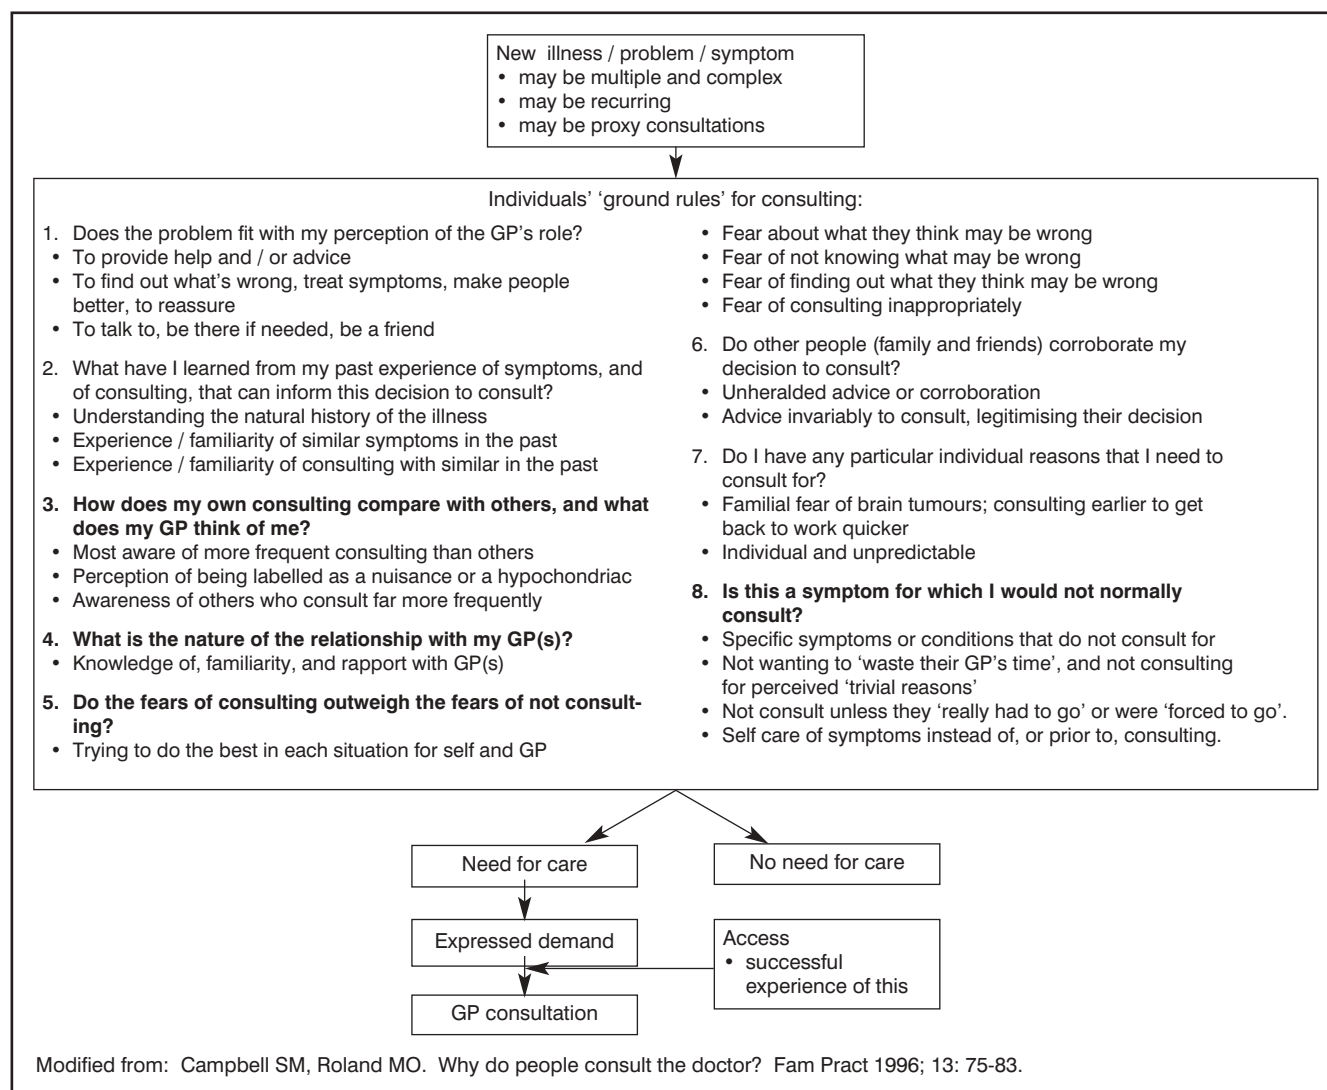 New illness / problem / symptom
• may be multiple and complex
• may be recurring
• may be proxy consultations
Individuals’ ‘ground rules’ for consulting:
1. Does the problem fit with my perception of the GP’s role?
• To provide help and / or advice
• To find out what’s wrong, treat symptoms, make people
better, to reassure
• To talk to, be there if needed, be a friend
2. What have I learned from my past experience of symptoms, and
of consulting, that can inform this decision to consult?
• Understanding the natural history of the illness
• Experience / familiarity of similar symptoms in the past
• Experience / familiarity of consulting with similar in the past
3. How does my own consulting compare with others, and what
does my GP think of me?
• Most aware of more frequent consulting than others
• Perception of being labelled as a nuisance or a hypochondriac
• Awareness of others who consult far more frequently
4. What is the nature of the relationship with my GP(s)?
• Knowledge of, familiarity, and rapport with GP(s)
5. Do the fears of consulting outweigh the fears of not consult-
ing?
• Trying to do the best in each situation for self and GP
• Fear about what they think may be wrong
• Fear of not knowing what may be wrong
• Fear of finding out what they think may be wrong
• Fear of consulting inappropriately
6. Do other people (family and friends) corroborate my
decision to consult?
• Unheralded advice or corroboration
• Advice invariably to consult, legitimising their decision
7. Do I have any particular individual reasons that I need to
consult for?
• Familial fear of brain tumours; consulting earlier to get
back to work quicker
• Individual and unpredictable
8. Is this a symptom for which I would not normally
consult?
• Specific symptoms or conditions that do not consult for
• Not wanting to ‘waste their GP’s time’, and not consulting
for perceived ‘trivial reasons’
• Not consult unless they ‘really had to go’ or were ‘forced to go’.
• Self care of symptoms instead of, or prior to, consulting.
Need for care
No need for care
Expressed demand
Access
• successful
experience of this
GP consultation
Modified from: Campbell SM, Roland MO. Why do people consult the doctor? Fam Pract 1996; 13: 75-83.